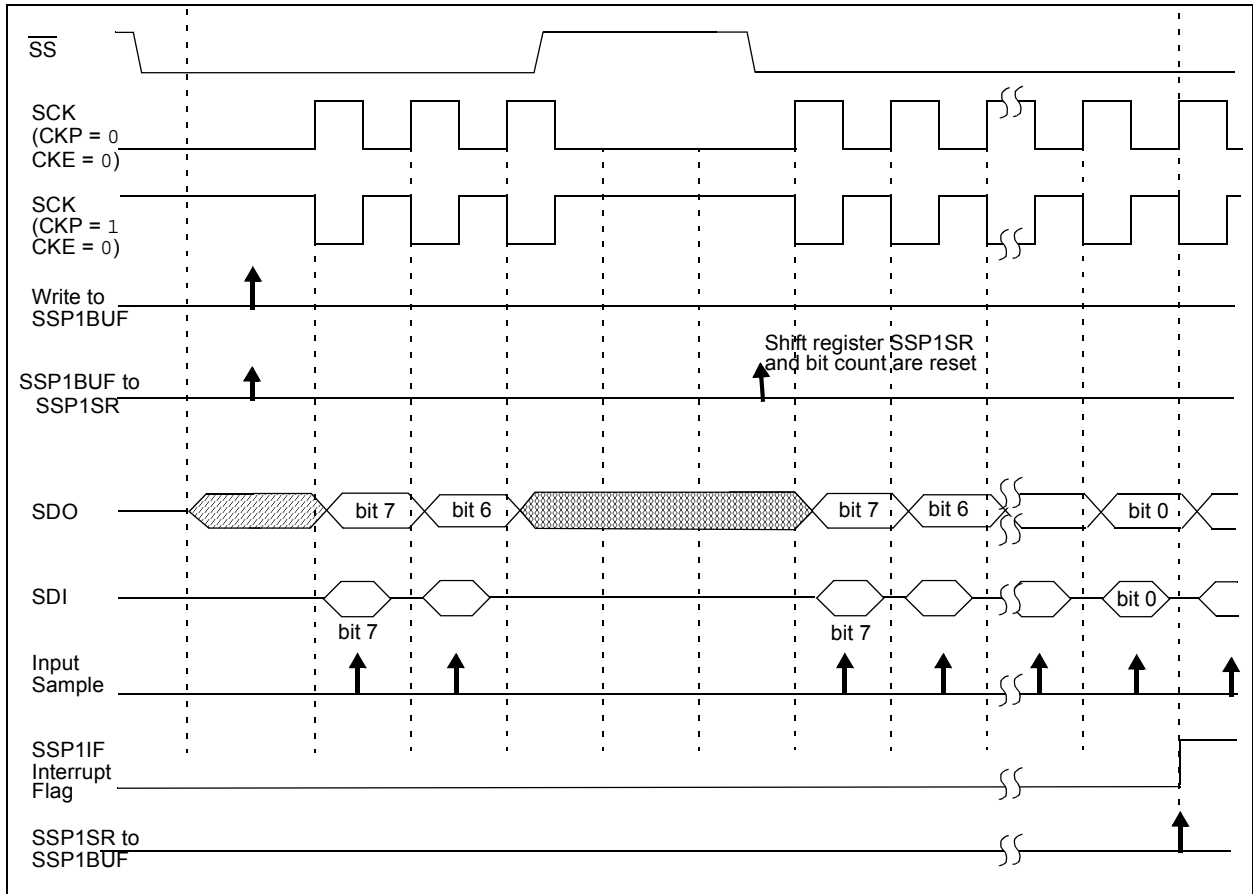 SS
SCK
(CKP = 0
CKE = 0)
SCK
(CKP = 1
CKE = 0)
Write to
SSP1BUF
Shift register SSP1SR
and bit count are reset
SSP1BUF to
SSP1SR
SDO
bit 7
bit 6
bit 7
bit 6
bit 0
SDI
bit 0
bit 7
bit 7
Input
Sample
SSP1IF
Interrupt
Flag
SSP1SR to
SSP1BUF